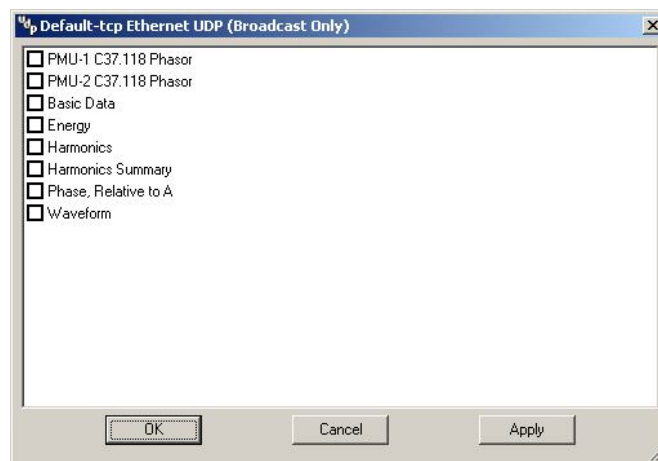 Udp Default-tcp Ethernet UDP (Broadcast Only)
PMU-1 C37.118 Phasor
PMU-2 C37.118 Phasor
Basic Data
Energy
Harmonics
Harmonics Summary
Phase, Relative to A
Waveform
OK Cancel Apply